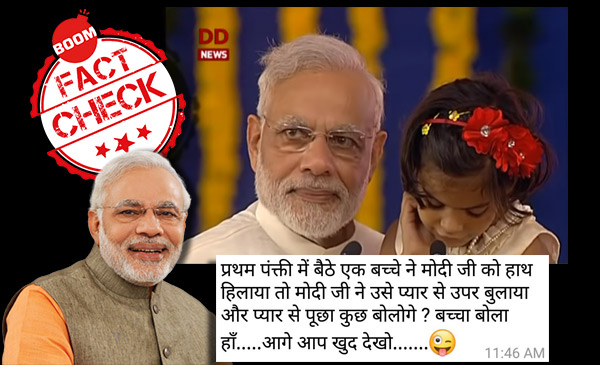 BOOM
FACT
CHECK
DD
NEWS
प्रथम पंक्ती में बैठे एक बच्चे ने मोदी जी को हाथ
हिलाया तो मोदी जी ने उसे प्यार से उपर बुलाया
और प्यार से पूछा कुछ बोलोगे ? बच्चा बोला
हाँ.....आगे आप खुद देखो.......😜
11:46 AM